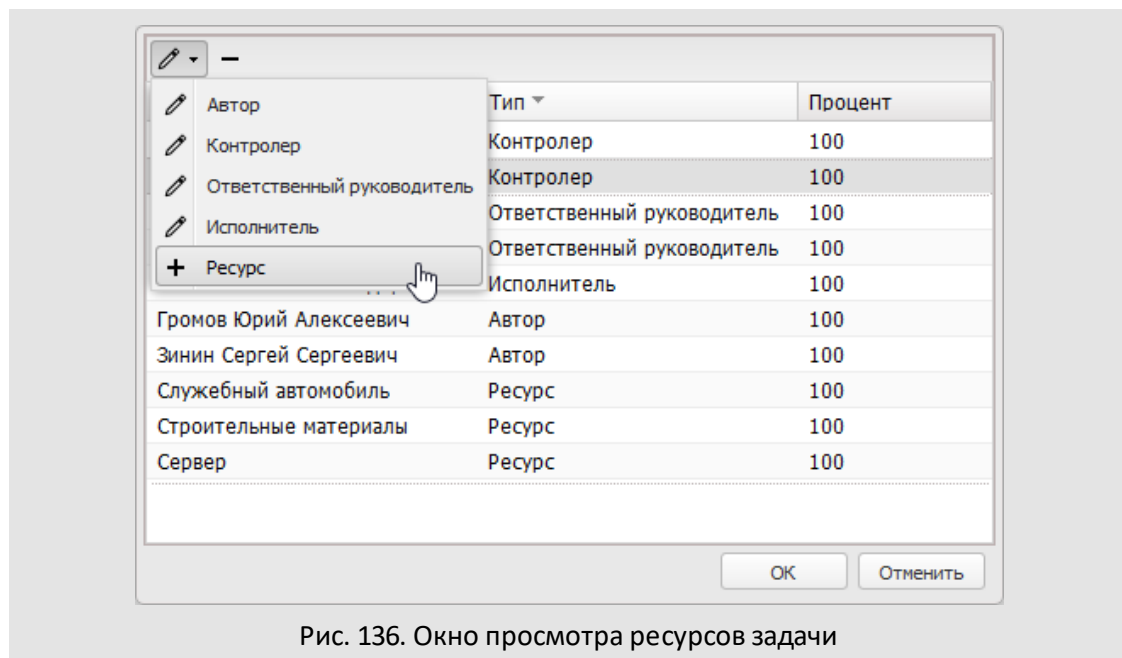 Тип Процент
Автор
Контролер 100
Контролер
Контролер 100
Ответственный руководитель
Ответственный руководитель 100
Исполнитель
Ответственный руководитель 100
Ресурс
Исполнитель 100
Громов Юрий Алексеевич Автор 100
Зинин Сергей Сергеевич Автор 100
Служебный автомобиль Ресурс 100
Строительные материалы Ресурс 100
Сервер Ресурс 100
ОК Отменить
Рис. 136. Окно просмотра ресурсов задачи